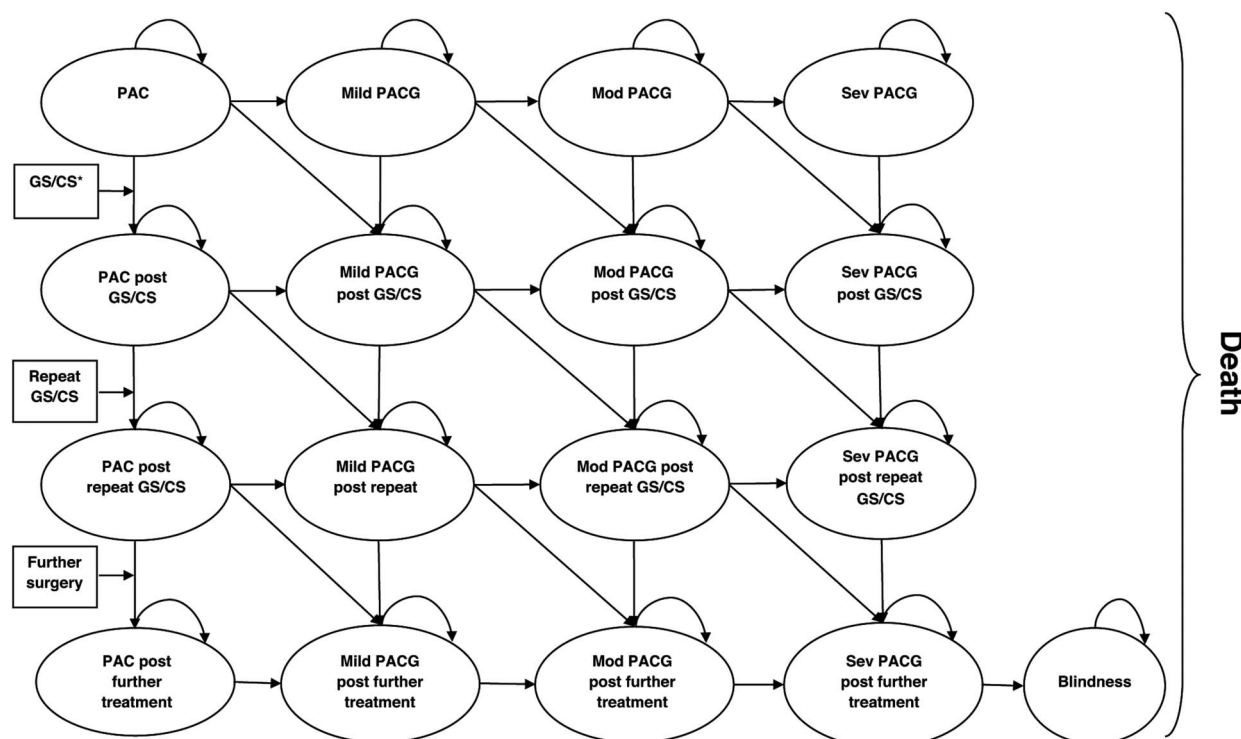 PAC
Mild PACG
Mod PACG
Sev PACG
GS/CS*
PAC post
GS/CS
Mild PACG
post GS/CS
Mod PACG
post GS/CS
Sev PACG
post GS/CS
Repeat
GS/CS
PAC post
repeat GS/CS
Mild PACG
post repeat
Mod PACG post
repeat GS/CS
Sev PACG
post repeat
GS/CS
Further
surgery
PAC post
further
treatment
Mild PACG
post further
treatment
Mod PACG
post further
treatment
Sev PACG
post further
treatment
Blindness
Death